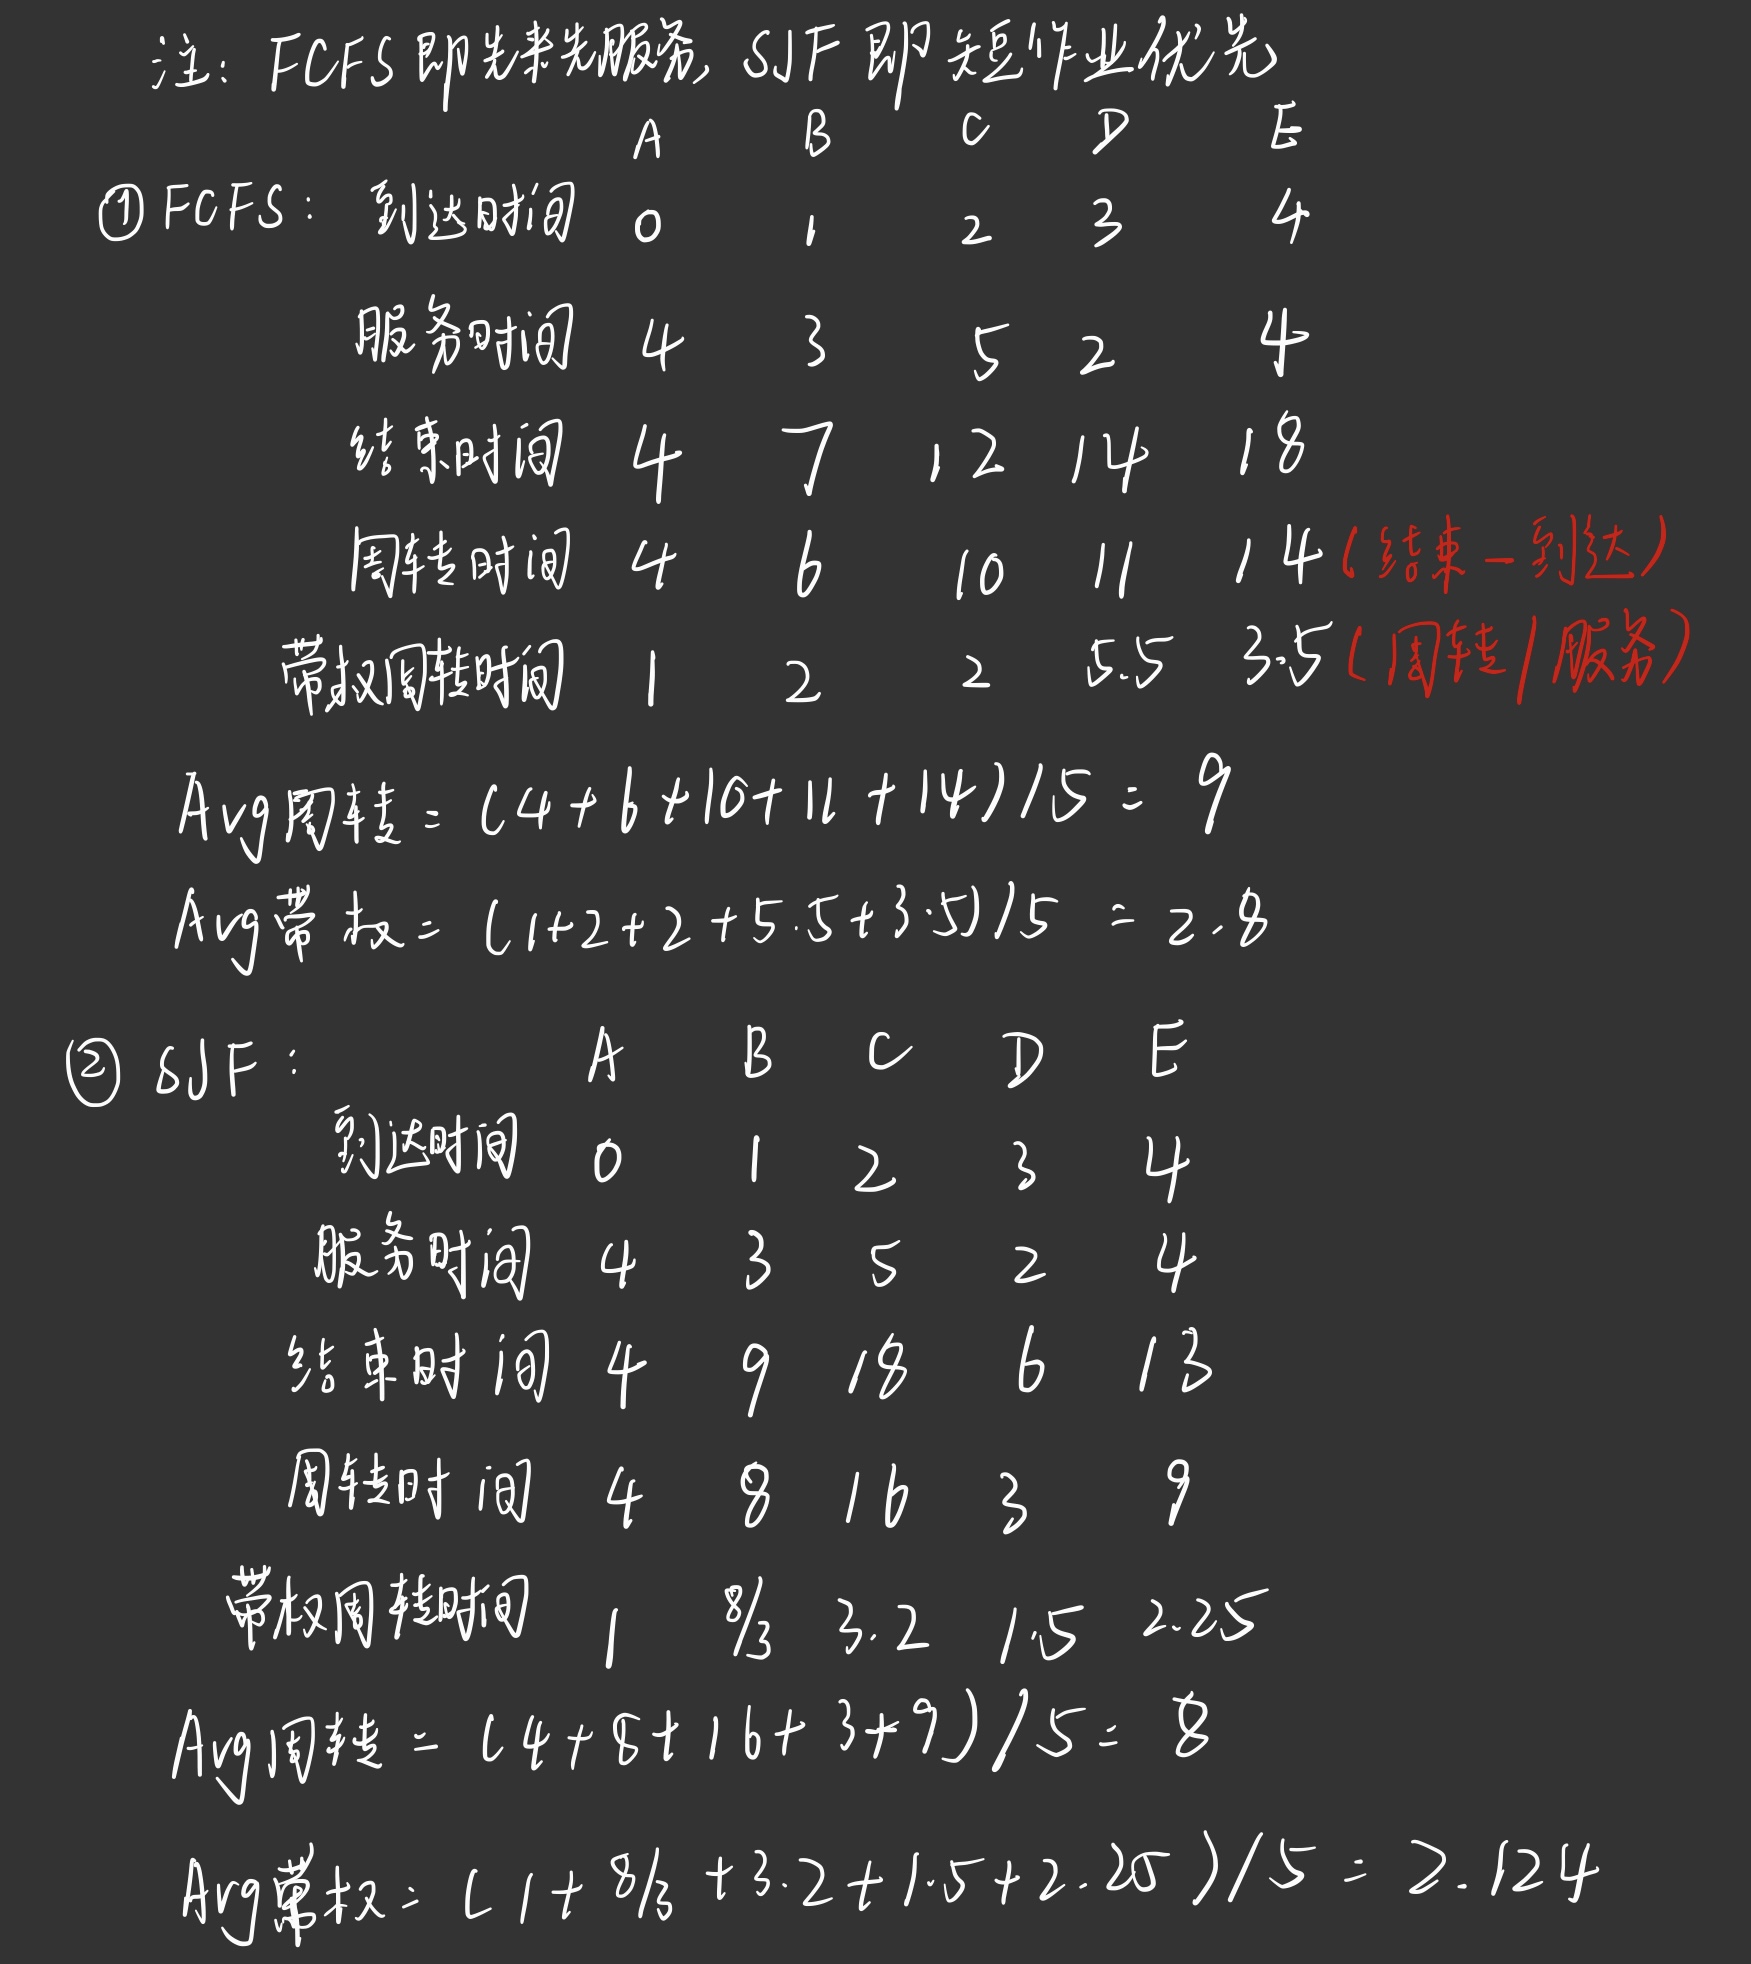 注: FCFS 即先来先服务, SJF 即短作业优先
A B C D E
① FCFS: 到达时间 0 1 2 3 4
服务时间 4 3 5 2 4
结束时间 4 7 12 14 18
周转时间 4 6 10 11 14 (结束-到达)
带权周转时间 1 2 2 5.5 3.5 (周转/服务)
Avg周转 = (4+6+10+11+14)/5 = 9
Avg带权 = (1+2+2+5.5+3.5)/5 = 2.8
② SJF: A B C D E
到达时间 0 1 2 3 4
服务时间 4 3 5 2 4
结束时间 4 9 18 6 13
周转时间 4 8 16 3 9
带权周转时间 1 8/3 3.2 1.5 2.25
Avg周转 = (4+8+16+3+9)/5 = 8
Avg带权 = (1+8/3+3.2+1.5+2.25)/5 = 2.124